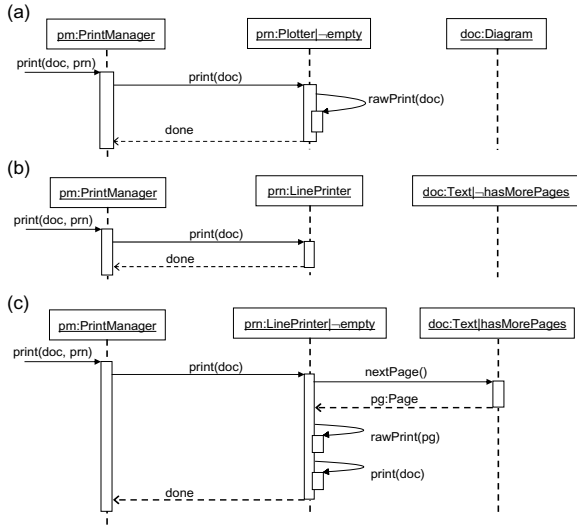 (a)
pm:PrintManager
prn:Plotter|¬empty
doc:Diagram
print(doc, prn)
print(doc)
rawPrint(doc)
done
(b)
pm:PrintManager
prn:LinePrinter
doc:Text|¬hasMorePages
print(doc, prn)
print(doc)
done
(c)
pm:PrintManager
prn:LinePrinter|¬empty
doc:Text|hasMorePages
print(doc, prn)
print(doc)
nextPage()
pg:Page
rawPrint(pg)
print(doc)
done